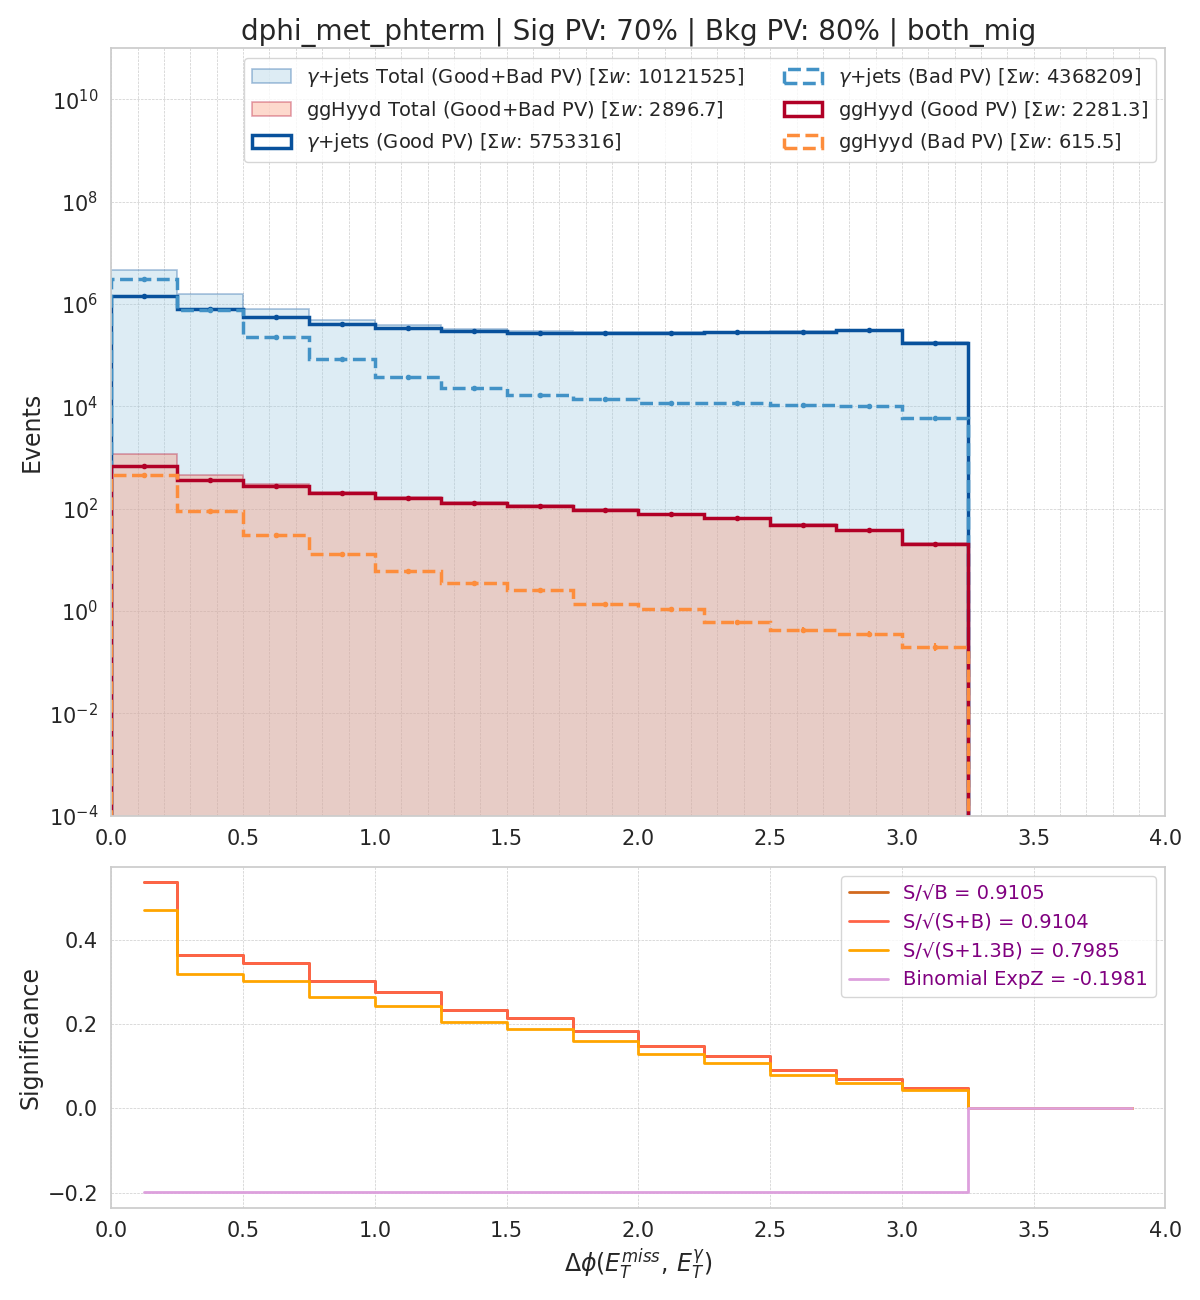 dphi_met_phterm | Sig PV: 70% | Bkg PV: 80% | both_mig
γ+jets Total (Good+Bad PV) [Σw: 10121525]
ggHyyd Total (Good+Bad PV) [Σw: 2896.7]
γ+jets (Good PV) [Σw: 5753316]
γ+jets (Bad PV) [Σw: 4368209]
ggHyyd (Good PV) [Σw: 2281.3]
ggHyyd (Bad PV) [Σw: 615.5]
Events
10¹⁰
10⁸
10⁶
10⁴
10²
10⁰
10⁻²
10⁻⁴
0.0 0.5 1.0 1.5 2.0 2.5 3.0 3.5 4.0
Significance
0.4
0.2
0.0
−0.2
S/√B = 0.9105
S/√(S+B) = 0.9104
S/√(S+1.3B) = 0.7985
Binomial ExpZ = -0.1981
0.0 0.5 1.0 1.5 2.0 2.5 3.0 3.5 4.0
Δϕ(E_T^miss, E_T^γ)